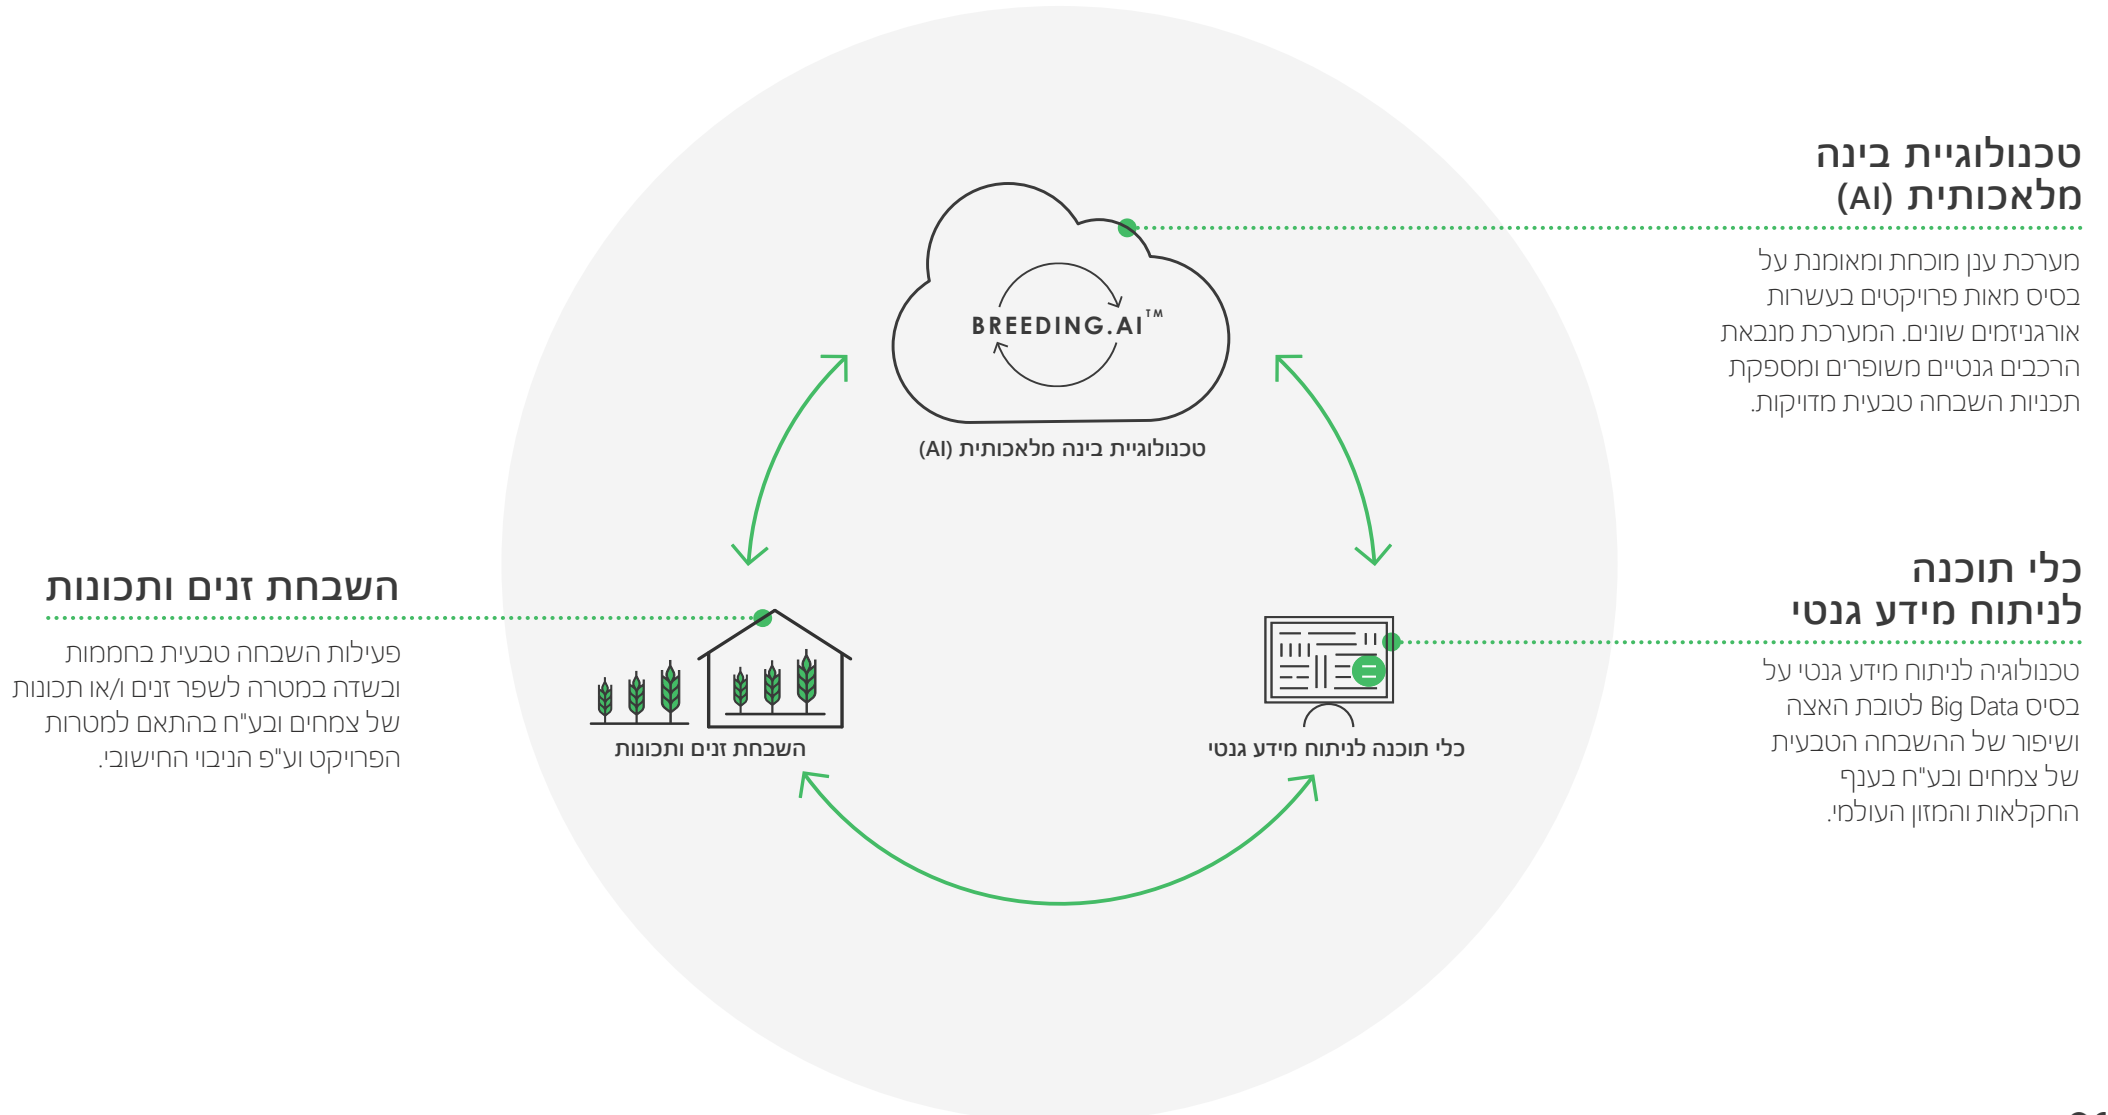 טכנולוגיית בינה
מלאכותית (AI)
מערכת ענן מוכחת ומאומנת על
בסיס מאות פרויקטים בעשרות
אורגניזמים שונים. המערכת מנבאת
הרכבים גנטיים משופרים ומספקת
תכניות השבחה טבעית מדויקות.
BREEDING.AI™
טכנולוגיית בינה מלאכותית (AI)
כלי תוכנה
לניתוח מידע גנטי
טכנולוגיה לניתוח מידע גנטי על
בסיס Big Data לטובת האצה
ושיפור של ההשבחה הטבעית
של צמחים ובע"ח בענף
החקלאות והמזון העולמי.
כלי תוכנה לניתוח מידע גנטי
השבחת זנים ותכונות
השבחת זנים ותכונות
פעילות השבחה טבעית בחממות
ובשדה במטרה לשפר זנים ו/או תכונות
של צמחים ובע"ח בהתאם למטרות
הפרויקט וע"פ הניבוי החישובי.